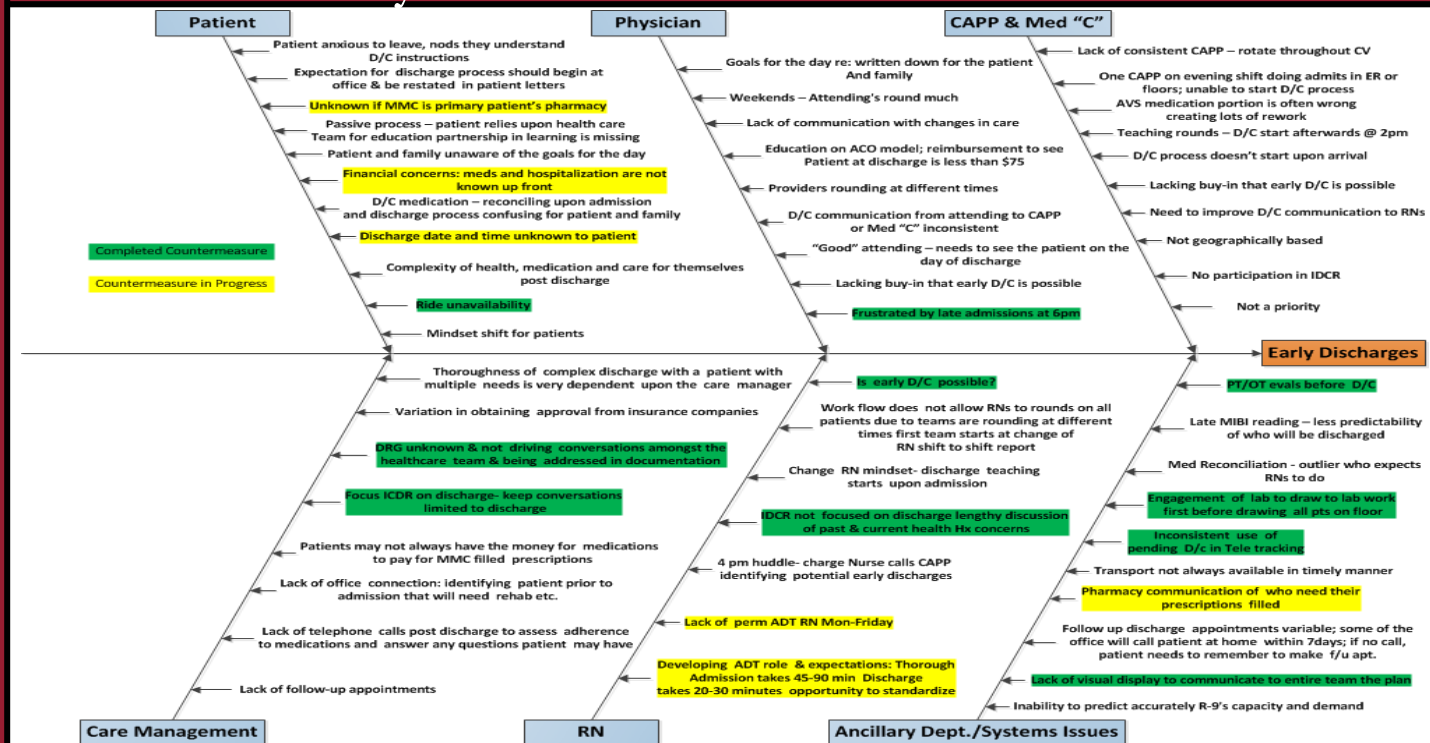 Patient
Physician
CAPP & Med “C”
Patient anxious to leave, nods they understand
D/C instructions
Expectation for discharge process should begin at
office & be restated in patient letters
Unknown if MMC is primary patient’s pharmacy
Passive process – patient relies upon health care
Team for education partnership in learning is missing
Patient and family unaware of the goals for the day
Financial concerns: meds and hospitalization are not
known up front
D/C medication – reconciling upon admission
and discharge process confusing for patient and family
Discharge date and time unknown to patient
Complexity of health, medication and care for themselves
post discharge
Ride unavailability
Mindset shift for patients
Completed Countermeasure
Countermeasure in Progress
Goals for the day re: written down for the patient
And family
Weekends – Attending's round much
Lack of communication with changes in care
Education on ACO model; reimbursement to see
Patient at discharge is less than $75
Providers rounding at different times
D/C communication from attending to CAPP
or Med “C” inconsistent
“Good” attending – needs to see the patient on the
day of discharge
Lacking buy-in that early D/C is possible
Frustrated by late admissions at 6pm
Lack of consistent CAPP – rotate throughout CV
One CAPP on evening shift doing admits in ER or
floors; unable to start D/C process
AVS medication portion is often wrong
creating lots of rework
Teaching rounds – D/C start afterwards @ 2pm
D/C process doesn’t start upon arrival
Lacking buy-in that early D/C is possible
Need to improve D/C communication to RNs
Not geographically based
No participation in IDCR
Not a priority
Early Discharges
Thoroughness of complex discharge with a patient with
multiple needs is very dependent upon the care manager
Variation in obtaining approval from insurance companies
DRG unknown & not driving conversations amongst the
healthcare team & being addressed in documentation
Focus ICDR on discharge- keep conversations
limited to discharge
Patients may not always have the money for medications
to pay for MMC filled prescriptions
Lack of office connection: identifying patient prior to
admission that will need rehab etc.
Lack of telephone calls post discharge to assess adherence
to medications and answer any questions patient may have
Lack of follow-up appointments
Is early D/C possible?
Work flow does not allow RNs to rounds on all
patients due to teams are rounding at different
times first team starts at change of
RN shift to shift report
Change RN mindset- discharge teaching
starts upon admission
IDCR not focused on discharge lengthy discussion
of past & current health Hx concerns
4 pm huddle- charge Nurse calls CAPP
identifying potential early discharges
Lack of perm ADT RN Mon-Friday
Developing ADT role & expectations: Thorough
Admission takes 45-90 min Discharge
takes 20-30 minutes opportunity to standardize
PT/OT evals before D/C
Late MIBI reading – less predictability
of who will be discharged
Med Reconciliation - outlier who expects
RNs to do
Engagement of lab to draw to lab work
first before drawing all pts on floor
Inconsistent use of
pending D/c in Tele tracking
Transport not always available in timely manner
Pharmacy communication of who need their
prescriptions filled
Follow up discharge appointments variable; some of the
office will call patient at home within 7days; if no call,
patient needs to remember to make f/u apt.
Lack of visual display to communicate to entire team the plan
Inability to predict accurately R-9’s capacity and demand
Care Management
RN
Ancillary Dept./Systems Issues